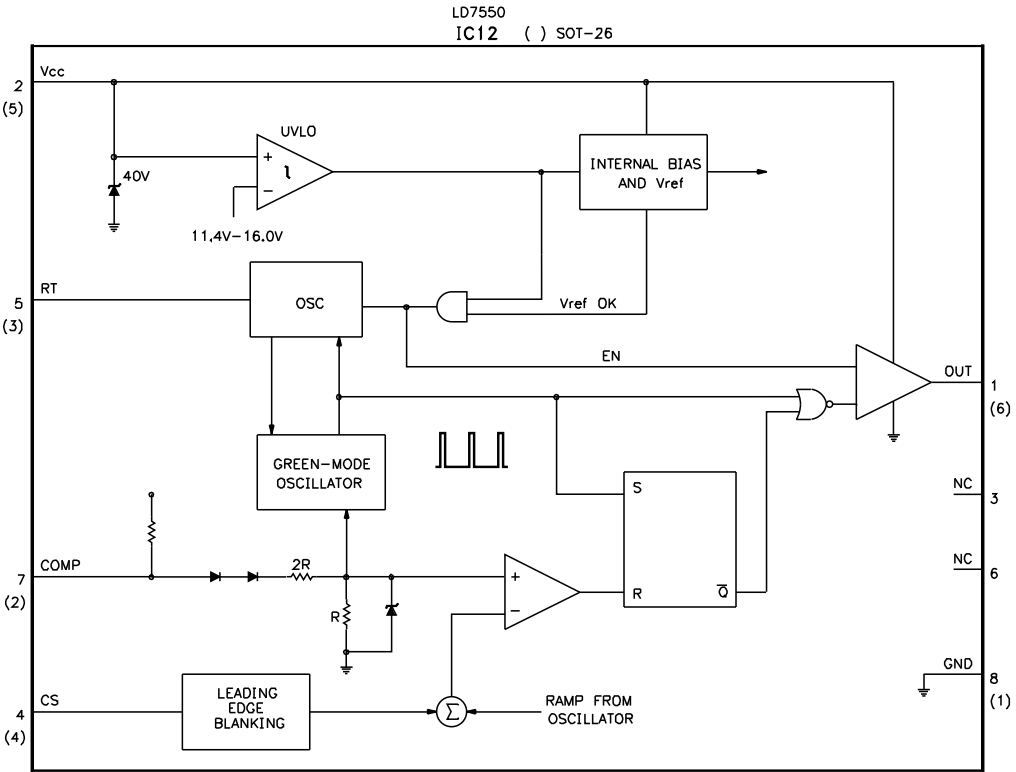 LD7550
IC12 ( ) SOT-26
Vcc
2
(5)
UVLO
+
−
40V
11.4V−16.0V
INTERNAL BIAS
AND Vref
RT
5
(3)
OSC
Vref OK
EN
OUT
1
(6)
GREEN−MODE
OSCILLATOR
S
R
Q̅
NC
3
NC
6
COMP
7
(2)
2R
R
+
−
GND
8
(1)
CS
4
(4)
LEADING
EDGE
BLANKING
Σ
RAMP FROM
OSCILLATOR